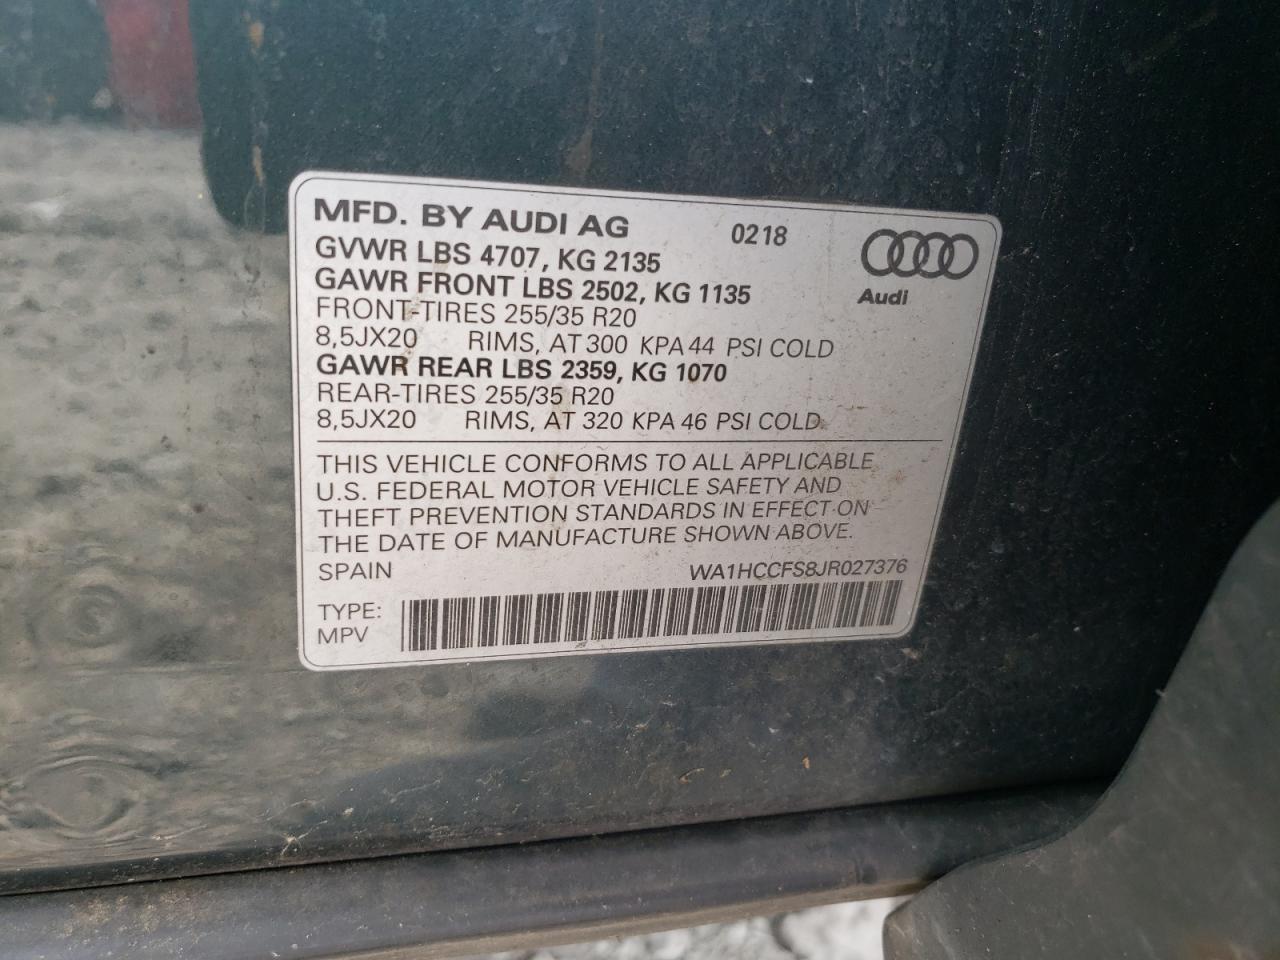 MFD. BY AUDI AG 0218
GVWR LBS 4707, KG 2135
GAWR FRONT LBS 2502, KG 1135
Audi
FRONT-TIRES 255/35 R20
8,5JX20 RIMS, AT 300 KPA 44 PSI COLD
GAWR REAR LBS 2359, KG 1070
REAR-TIRES 255/35 R20
8,5JX20 RIMS, AT 320 KPA 46 PSI COLD
THIS VEHICLE CONFORMS TO ALL APPLICABLE
U.S. FEDERAL MOTOR VEHICLE SAFETY AND
THEFT PREVENTION STANDARDS IN EFFECT ON
THE DATE OF MANUFACTURE SHOWN ABOVE.
SPAIN WA1HCCFS8JR027376
TYPE:
MPV